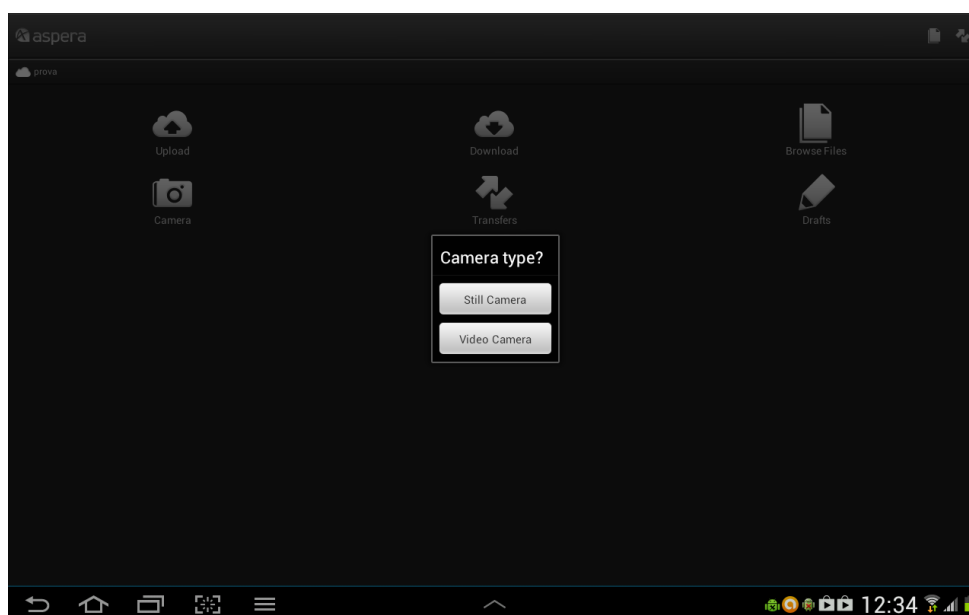 aspera
prova
Upload Download Browse Files
Camera Transfers Drafts
Camera type?
Still Camera
Video Camera
12:34